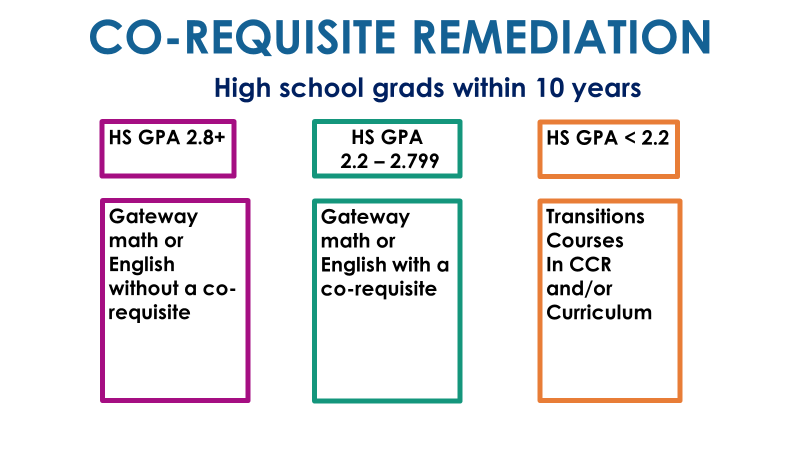 CO-REQUISITE REMEDIATION
High school grads within 10 years
HS GPA 2.8+
HS GPA
2.2 – 2.799
HS GPA < 2.2
Gateway
math or
English
without a co-
requisite
Gateway
math or
English with a
co-requisite
Transitions
Courses
In CCR
and/or
Curriculum